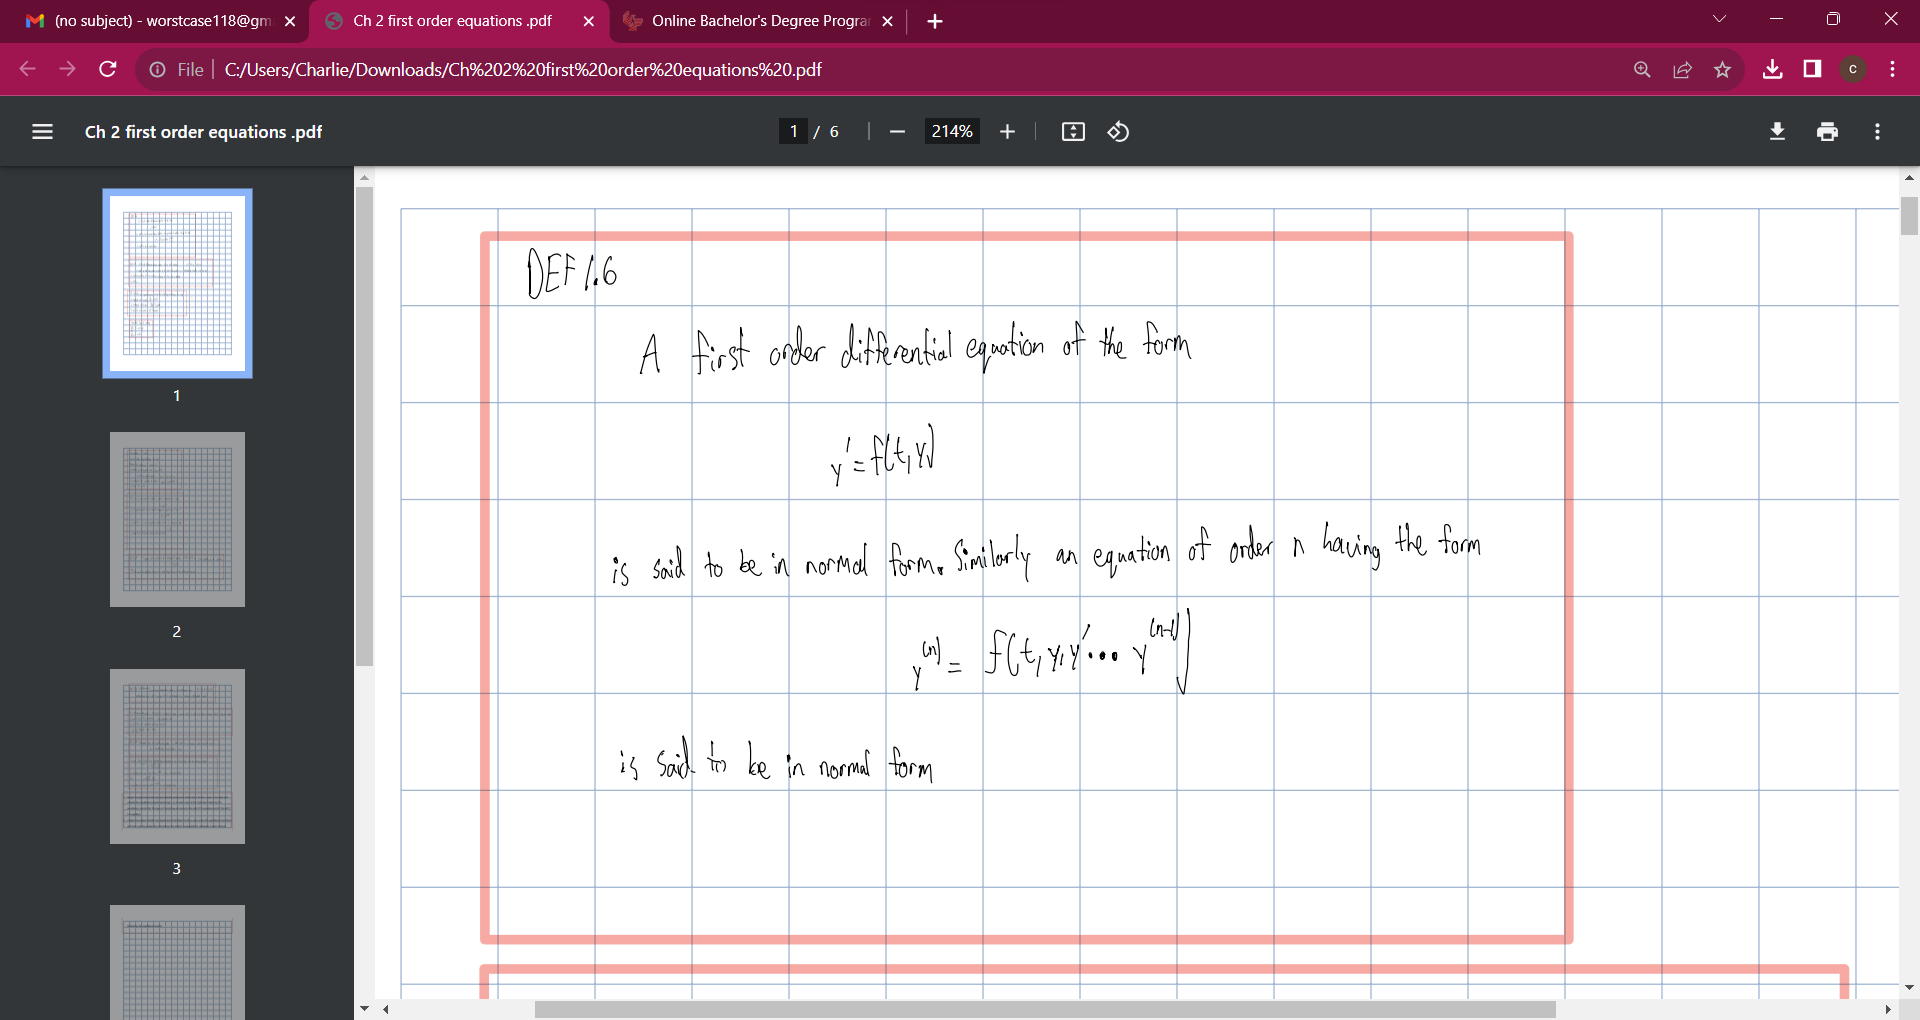 (no subject) - worstcase118@gm
Ch 2 first order equations .pdf
Online Bachelor's Degree Progra
File
C:/Users/Charlie/Downloads/Ch%202%20first%20order%20equations%20.pdf
c
Ch 2 first order equations .pdf
1 / 6
214%
1
2
3
DEF 1.6
A first order differential equation of the form
y' = f(t, y)
is said to be in normal form. Similarly an equation of order n having the form
y^(n) = f(t, y, y' ... y^(n-1))
is said to be in normal form